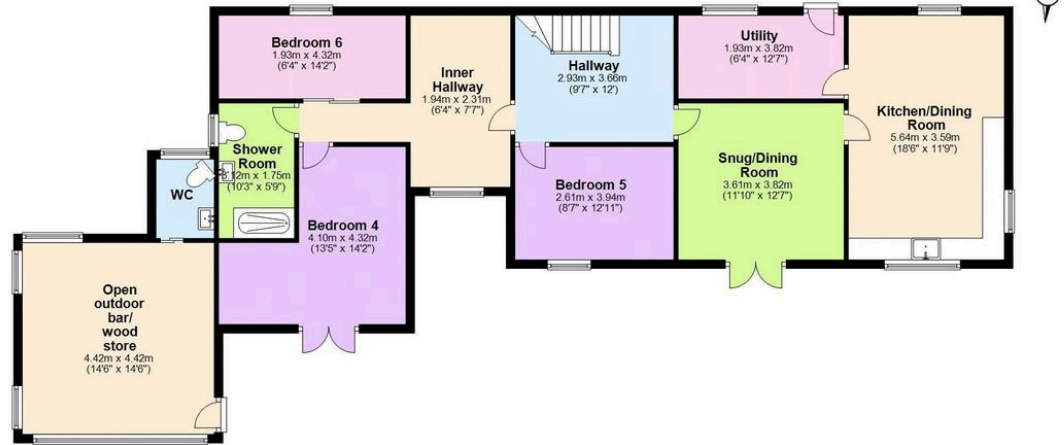 Bedroom 6
1.93m x 4.32m
(6'4" x 14'2")
Inner
Hallway
1.94m x 2.31m
(6'4" x 7'7")
Hallway
2.93m x 3.66m
(9'7" x 12')
Utility
1.93m x 3.82m
(6'4" x 12'7")
Kitchen/Dining
Room
5.64m x 3.59m
(18'6" x 11'9")
Shower
Room
x 1.75m
(10'3" x 5'9")
WC
Bedroom 4
4.10m x 4.32m
(13'5" x 14'2")
Bedroom 5
2.61m x 3.94m
(8'7" x 12'11")
Snug/Dining
Room
3.61m x 3.82m
(11'10" x 12'7")
Open
outdoor
bar/
wood
store
4.42m x 4.42m
(14'6" x 14'6")